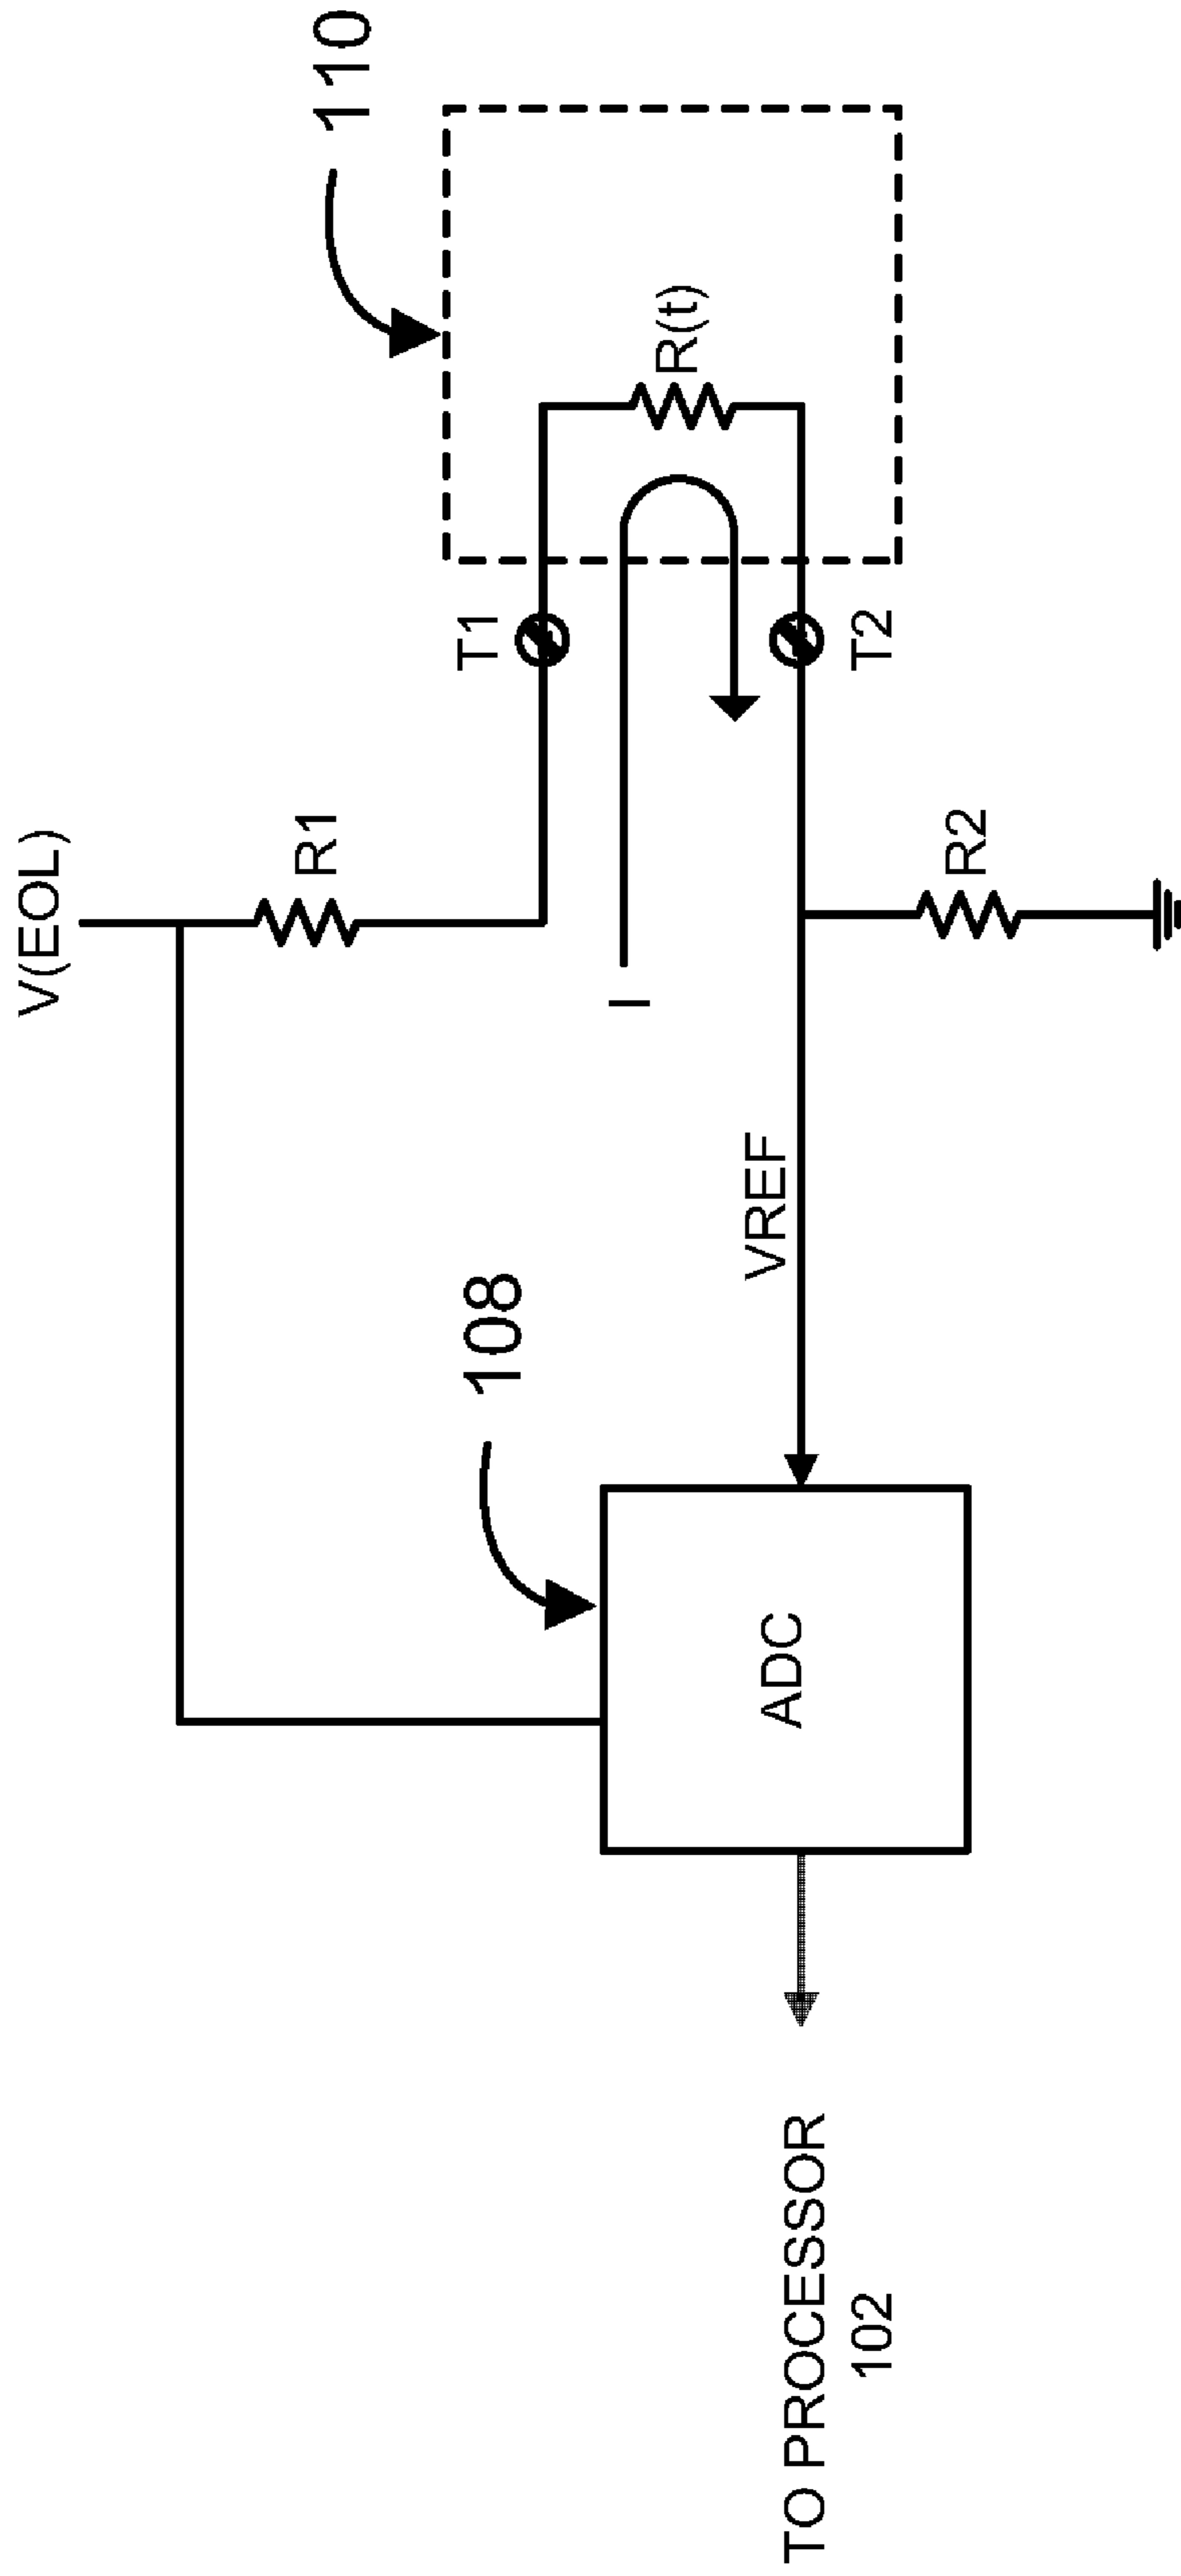 V(EOL)
R1
110
T1
R(t)
I
108
VREF
T2
ADC
R2
TO PROCESSOR
102